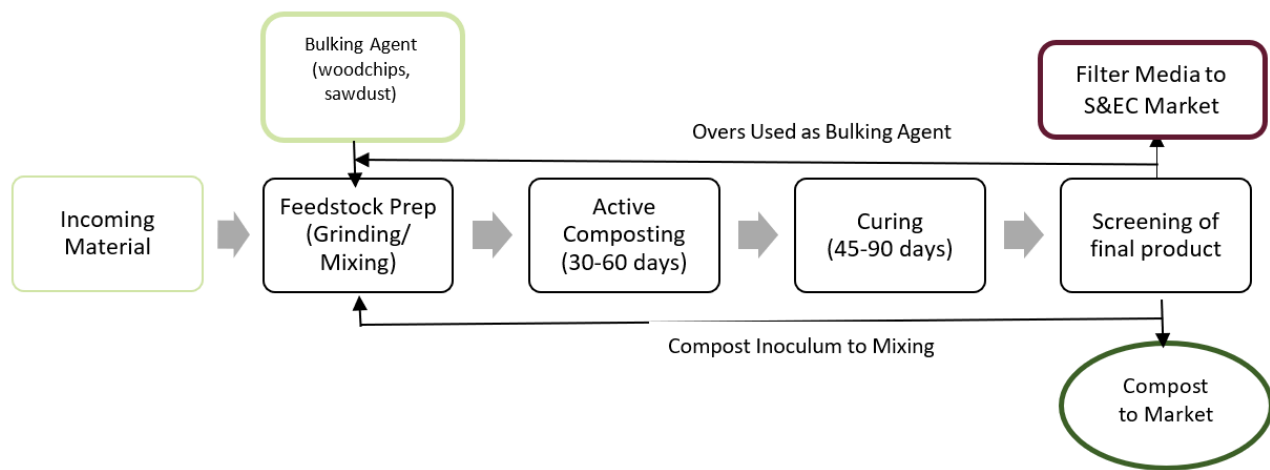 Bulking Agent
(woodchips,
sawdust)
Filter Media to
S&EC Market
Overs Used as Bulking Agent
Incoming
Material
Feedstock Prep
(Grinding/
Mixing)
Active
Composting
(30-60 days)
Curing
(45-90 days)
Screening of
final product
Compost Inoculum to Mixing
Compost
to Market